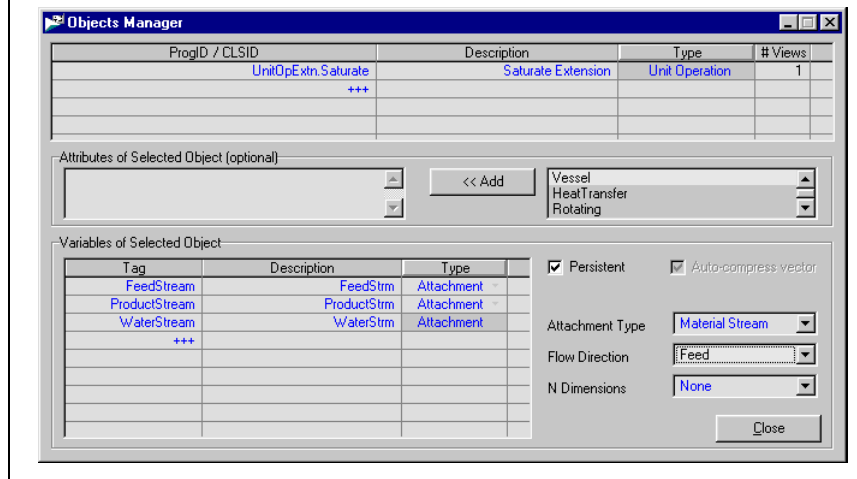 Objects Manager
ProgID / CLSID Description Type # Views
UnitOpExtn.Saturate Saturate Extension Unit Operation 1
+++
Attributes of Selected Object (optional)
<< Add
Vessel
HeatTransfer
Rotating
Variables of Selected Object
Tag Description Type
FeedStream FeedStrm Attachment
ProductStream ProductStrm Attachment
WaterStream WaterStrm Attachment
+++
Persistent Auto-compress vector
Attachment Type Material Stream
Flow Direction Feed
N Dimensions None
Close